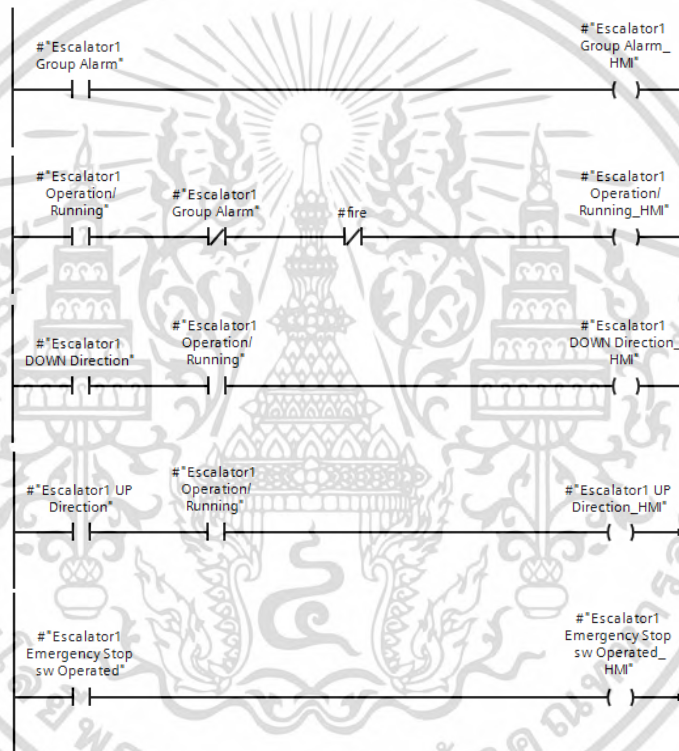 #"Escalator1
Group Alarm"
#"Escalator1
Group Alarm_
HMI"
#"Escalator1
Operation/
Running"
#"Escalator1
Group Alarm"
#fire
#"Escalator1
Operation/
Running_HMI"
#"Escalator1
DOWN Direction"
#"Escalator1
Operation/
Running"
#"Escalator1
DOWN Direction_
HMI"
#"Escalator1 UP
Direction"
#"Escalator1
Operation/
Running"
#"Escalator1 UP
Direction_HMI"
#"Escalator1
Emergency Stop
sw Operated"
#"Escalator1
Emergency Stop
sw Operated_
HMI"